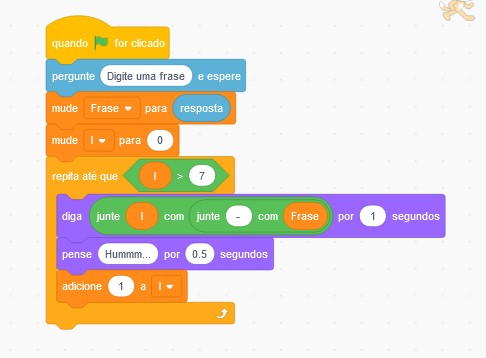 quando for clicado
pergunte Digite uma frase e espere
mude Frase para resposta
mude I para 0
repita até que I > 7
diga junte I com junte - com Frase por 1 segundos
pense Hummm... por 0.5 segundos
adicione 1 a I